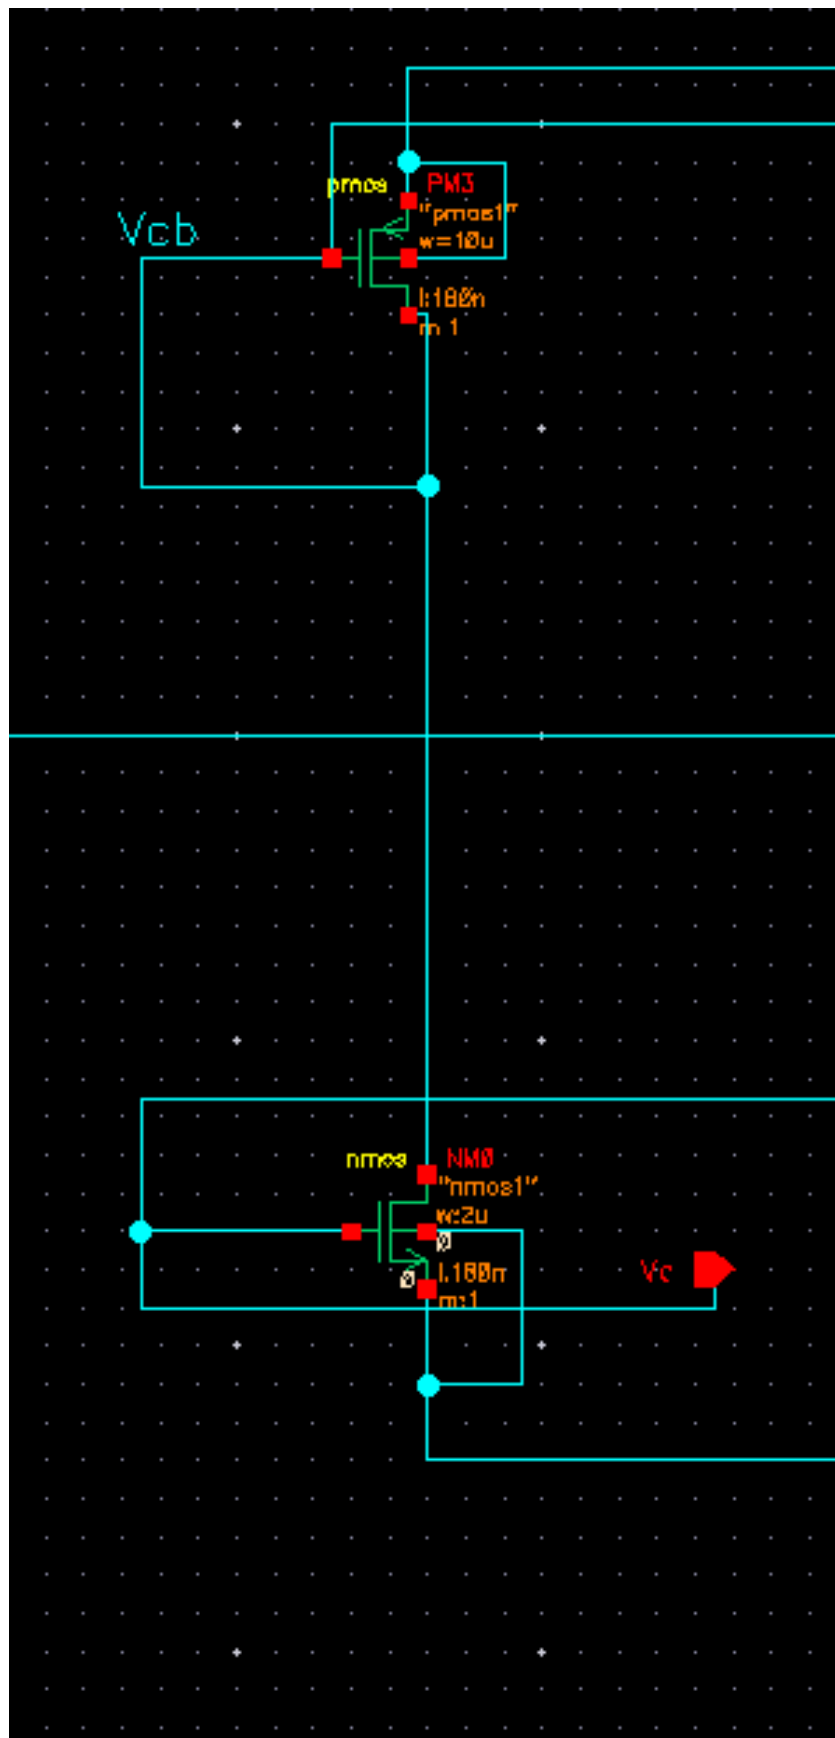 pmos PM3
"pmos1"
Vcb
w=10u
l:180n
m:1
nmos NM0
"nmos1"
w:2u
0
l:180n
0
Vc
m:1